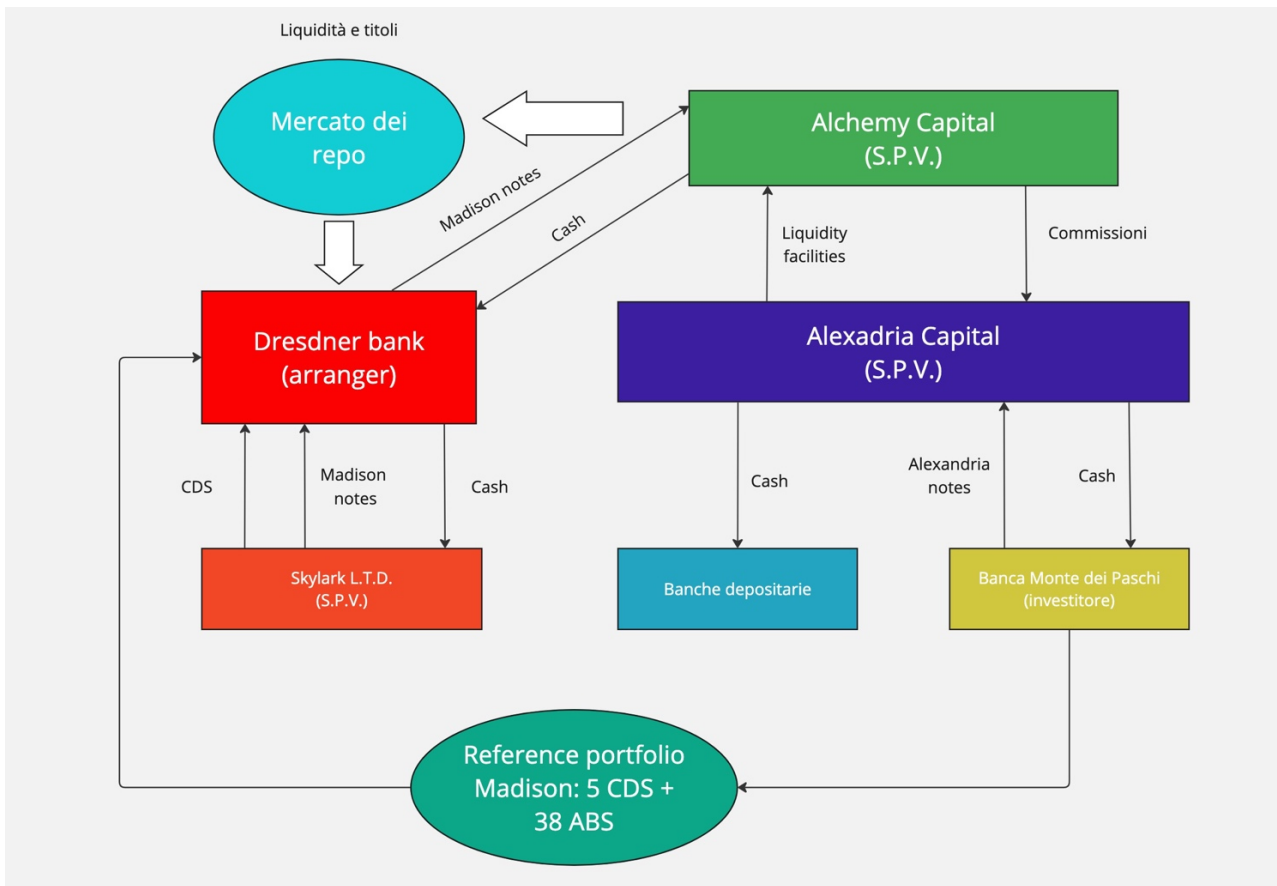 Liquidità e titoli
Mercato dei
repo
Alchemy Capital
(S.P.V.)
Madison notes
Cash
Liquidity
facilities
Commissioni
Dresdner bank
(arranger)
Alexadria Capital
(S.P.V.)
CDS
Madison
notes
Cash
Cash
Alexandria
notes
Cash
Skylark L.T.D.
(S.P.V.)
Banche depositarie
Banca Monte dei Paschi
(investitore)
Reference portfolio
Madison: 5 CDS +
38 ABS